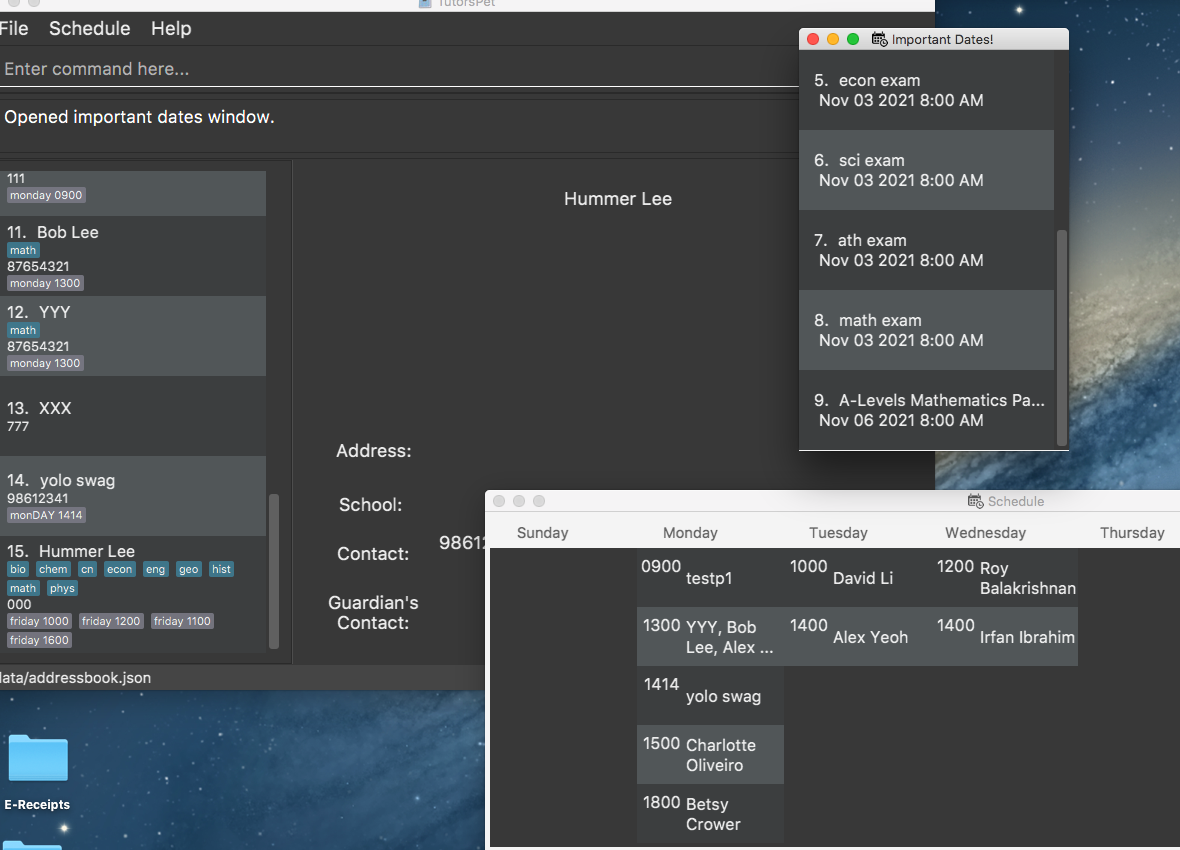 TutorsPet
File Schedule Help
Enter command here...
Opened important dates window.
111
monday 0900
11. Bob Lee
math
87654321
monday 1300
12. YYY
math
87654321
monday 1300
13. XXX
777
14. yolo swag
98612341
monDAY 1414
15. Hummer Lee
bio chem cn econ eng geo hist
math phys
000
friday 1000 friday 1200 friday 1100
friday 1600
Hummer Lee
Address:
School:
Contact:
Guardian's
Contact:
data/addressbook.json
Important Dates!
5. econ exam
Nov 03 2021 8:00 AM
6. sci exam
Nov 03 2021 8:00 AM
7. ath exam
Nov 03 2021 8:00 AM
8. math exam
Nov 03 2021 8:00 AM
9. A-Levels Mathematics Pa...
Nov 06 2021 8:00 AM
Schedule
Sunday Monday Tuesday Wednesday Thursday
0900 testp1
1300 YYY, Bob
Lee, Alex ...
1414 yolo swag
1500 Charlotte
Oliveiro
1800 Betsy
Crower
1000 David Li
1400 Alex Yeoh
1200 Roy
Balakrishnan
1400 Irfan Ibrahim
E-Receipts